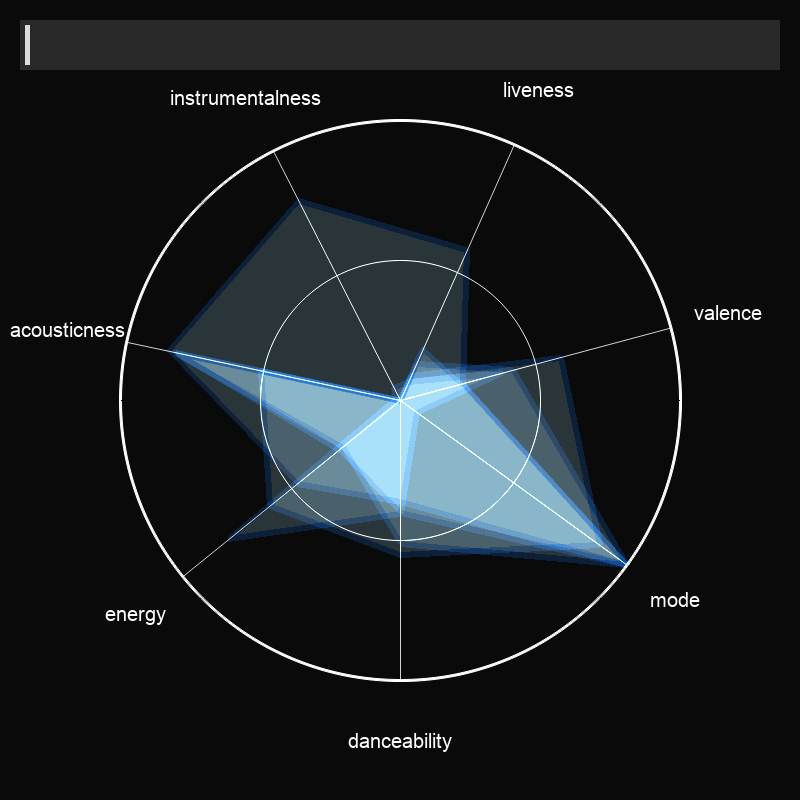 liveness
instrumentalness
valence
acousticness
mode
energy
danceability